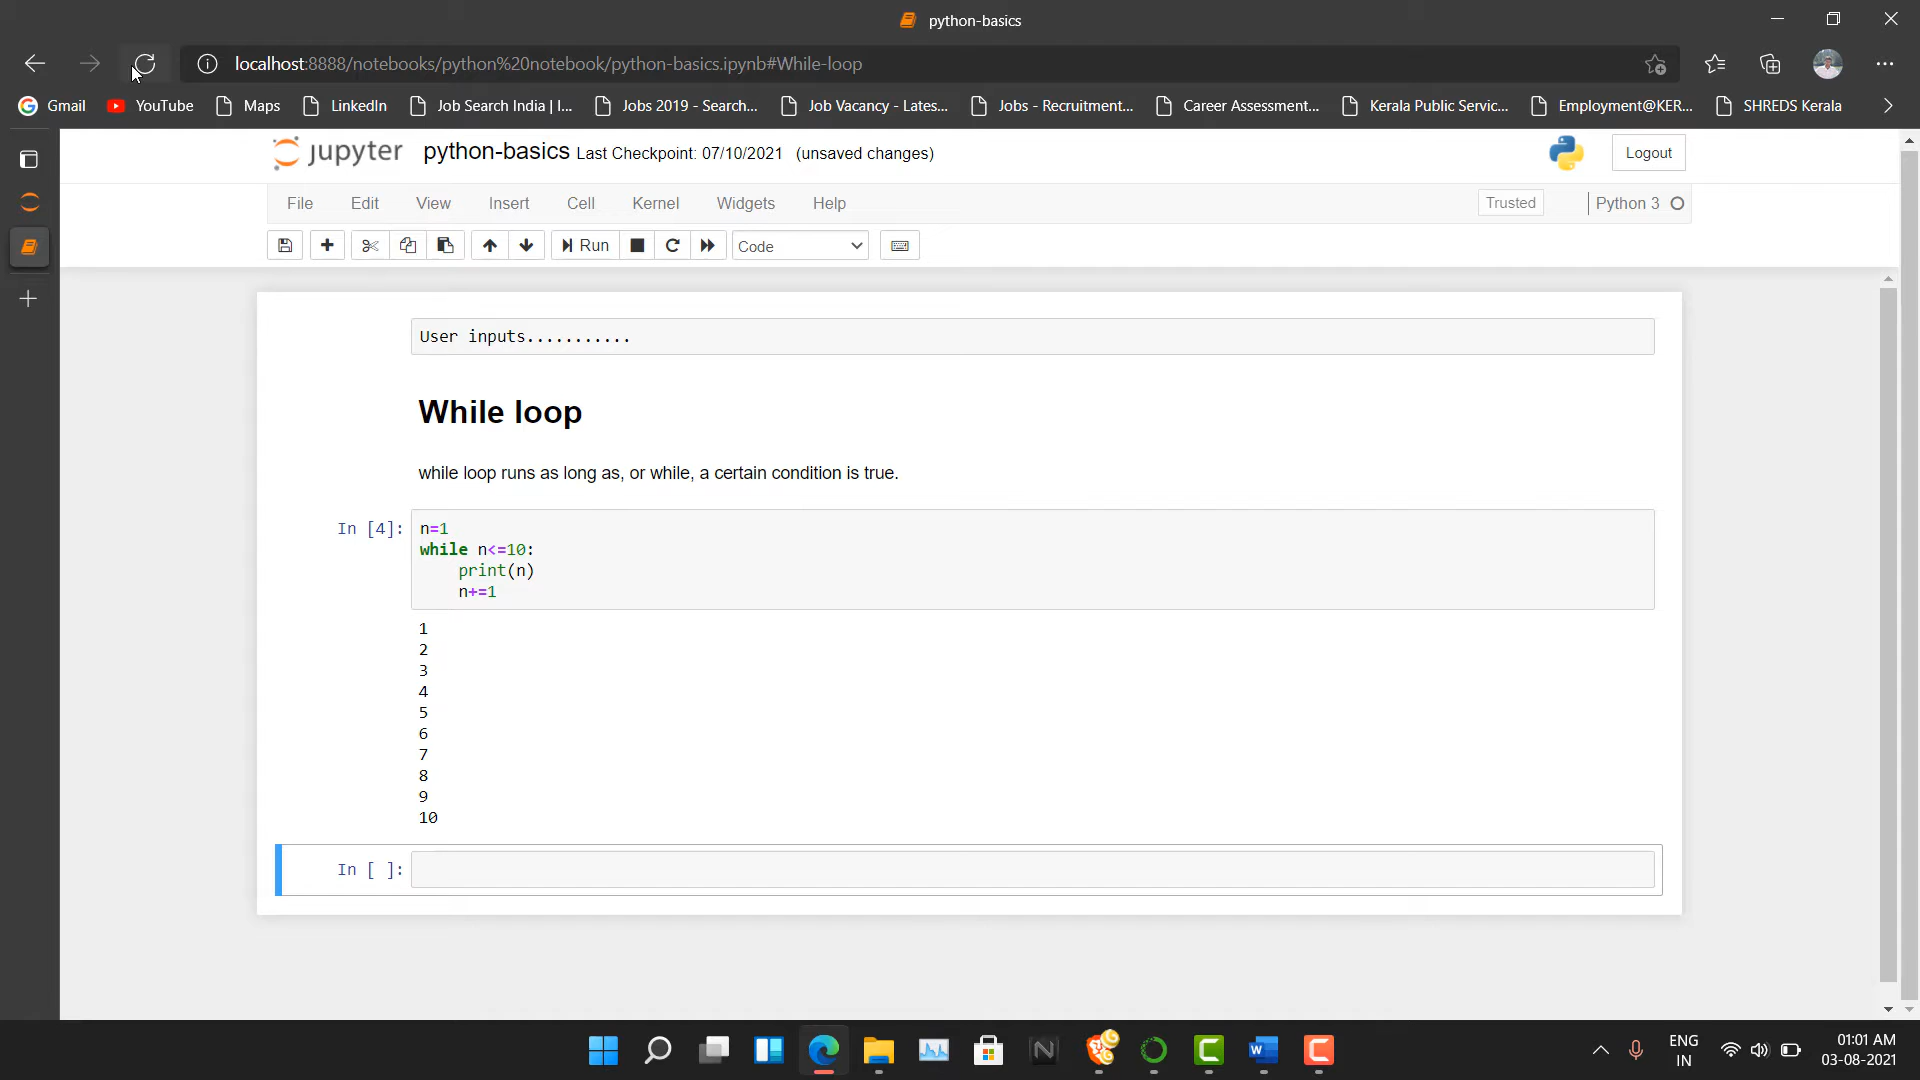 python-basics
localhost:8888/notebooks/python%20notebook/python-basics.ipynb#While-loop
Gmail YouTube Maps LinkedIn Job Search India | I... Jobs 2019 - Search... Job Vacancy - Lates... Jobs - Recruitment... Career Assessment... Kerala Public Servic... Employment@KER... SHREDS Kerala
jupyter python-basics Last Checkpoint: 07/10/2021 (unsaved changes) Logout
File Edit View Insert Cell Kernel Widgets Help Trusted Python 3
Run Code
User inputs...........
While loop
while loop runs as long as, or while, a certain condition is true.
In [4]: n=1
while n<=10:
    print(n)
    n+=1
1
2
3
4
5
6
7
8
9
10
In [ ]:
ENG 01:01 AM
IN 03-08-2021